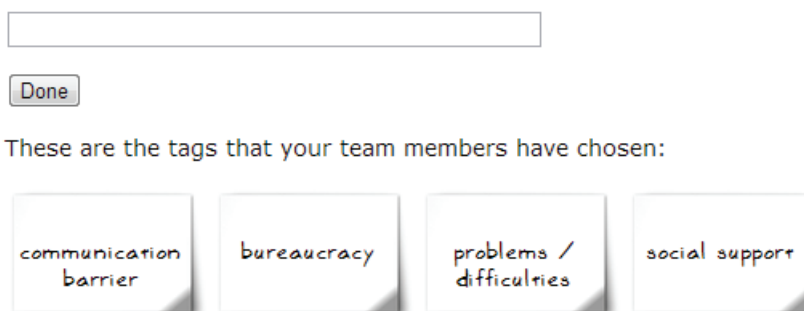 Done
These are the tags that your team members have chosen:
communication
barrier
bureaucracy
problems /
difficulties
social support